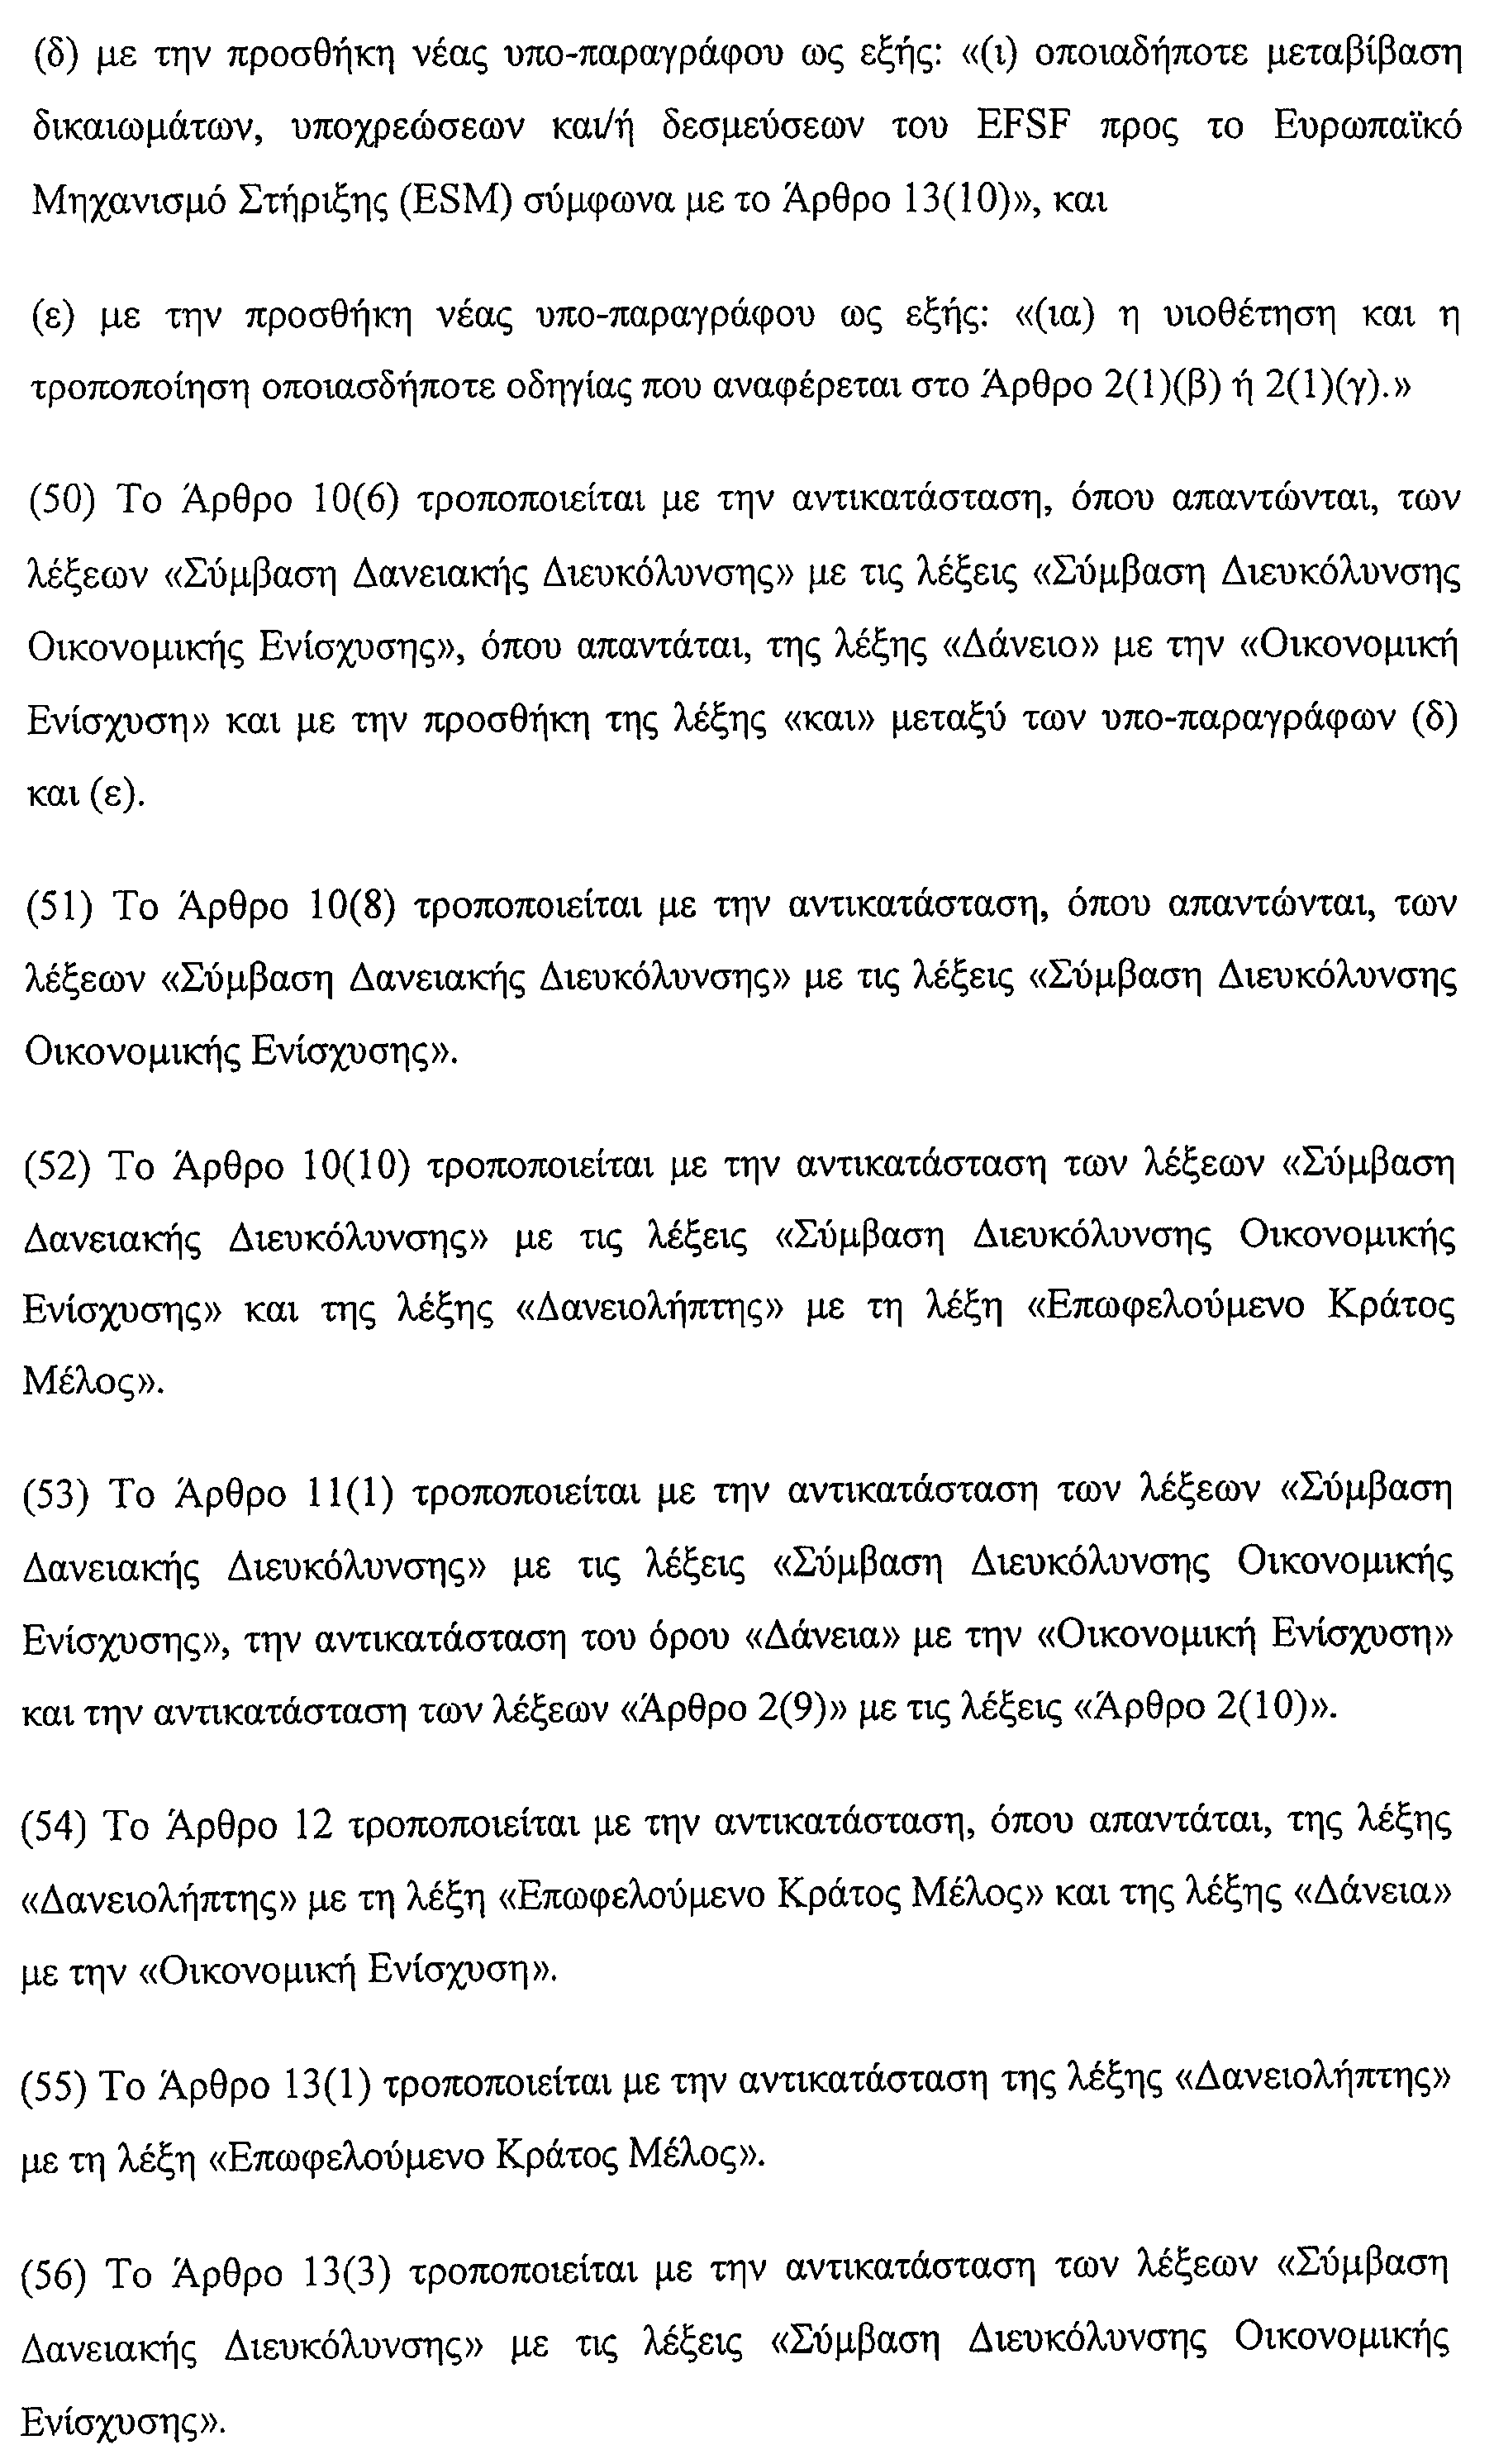 (δ) με την προσθήκη νέας υπο-παραγράφου ως εξής: «(ι) οποιαδήποτε μεταβίβαση
δικαιωμάτων, υποχρεώσεων και/ή δεσμεύσεων του EFSF προς το Ευρωπαϊκό
Μηχανισμό Στήριξης (ESM) σύμφωνα με το Άρθρο 13(10)», και
(ε) με την προσθήκη νέας υπο-παραγράφου ως εξής: «(ια) η υιοθέτηση και η
τροποποίηση οποιασδήποτε οδηγίας που αναφέρεται στο Άρθρο 2(1)(β) ή 2(1)(γ).»
(50) Το Άρθρο 10(6) τροποποιείται με την αντικατάσταση, όπου απαντώνται, των
λέξεων «Σύμβαση Δανειακής Διευκόλυνσης» με τις λέξεις «Σύμβαση Διευκόλυνσης
Οικονομικής Ενίσχυσης», όπου απαντάται, της λέξης «Δάνειο» με την «Οικονομική
Ενίσχυση» και με την προσθήκη της λέξης «και» μεταξύ των υπο-παραγράφων (δ)
και (ε).
(51) Το Άρθρο 10(8) τροποποιείται με την αντικατάσταση, όπου απαντώνται, των
λέξεων «Σύμβαση Δανειακής Διευκόλυνσης» με τις λέξεις «Σύμβαση Διευκόλυνσης
Οικονομικής Ενίσχυσης».
(52) Το Άρθρο 10(10) τροποποιείται με την αντικατάσταση των λέξεων «Σύμβαση
Δανειακής Διευκόλυνσης» με τις λέξεις «Σύμβαση Διευκόλυνσης Οικονομικής
Ενίσχυσης» και της λέξης «Δανειολήπτης» με τη λέξη «Επωφελούμενο Κράτος
Μέλος».
(53) Το Άρθρο 11(1) τροποποιείται με την αντικατάσταση των λέξεων «Σύμβαση
Δανειακής Διευκόλυνσης» με τις λέξεις «Σύμβαση Διευκόλυνσης Οικονομικής
Ενίσχυσης», την αντικατάσταση του όρου «Δάνεια» με την «Οικονομική Ενίσχυση»
και την αντικατάσταση των λέξεων «Άρθρο 2(9)» με τις λέξεις «Άρθρο 2(10)».
(54) Το Άρθρο 12 τροποποιείται με την αντικατάσταση, όπου απαντάται, της λέξης
«Δανειολήπτης» με τη λέξη «Επωφελούμενο Κράτος Μέλος» και της λέξης «Δάνεια»
με την «Οικονομική Ενίσχυση».
(55) Το Άρθρο 13(1) τροποποιείται με την αντικατάσταση της λέξης «Δανειολήπτης»
με τη λέξη «Επωφελούμενο Κράτος Μέλος».
(56) Το Άρθρο 13(3) τροποποιείται με την αντικατάσταση των λέξεων «Σύμβαση
Δανειακής Διευκόλυνσης» με τις λέξεις «Σύμβαση Διευκόλυνσης Οικονομικής
Ενίσχυσης».